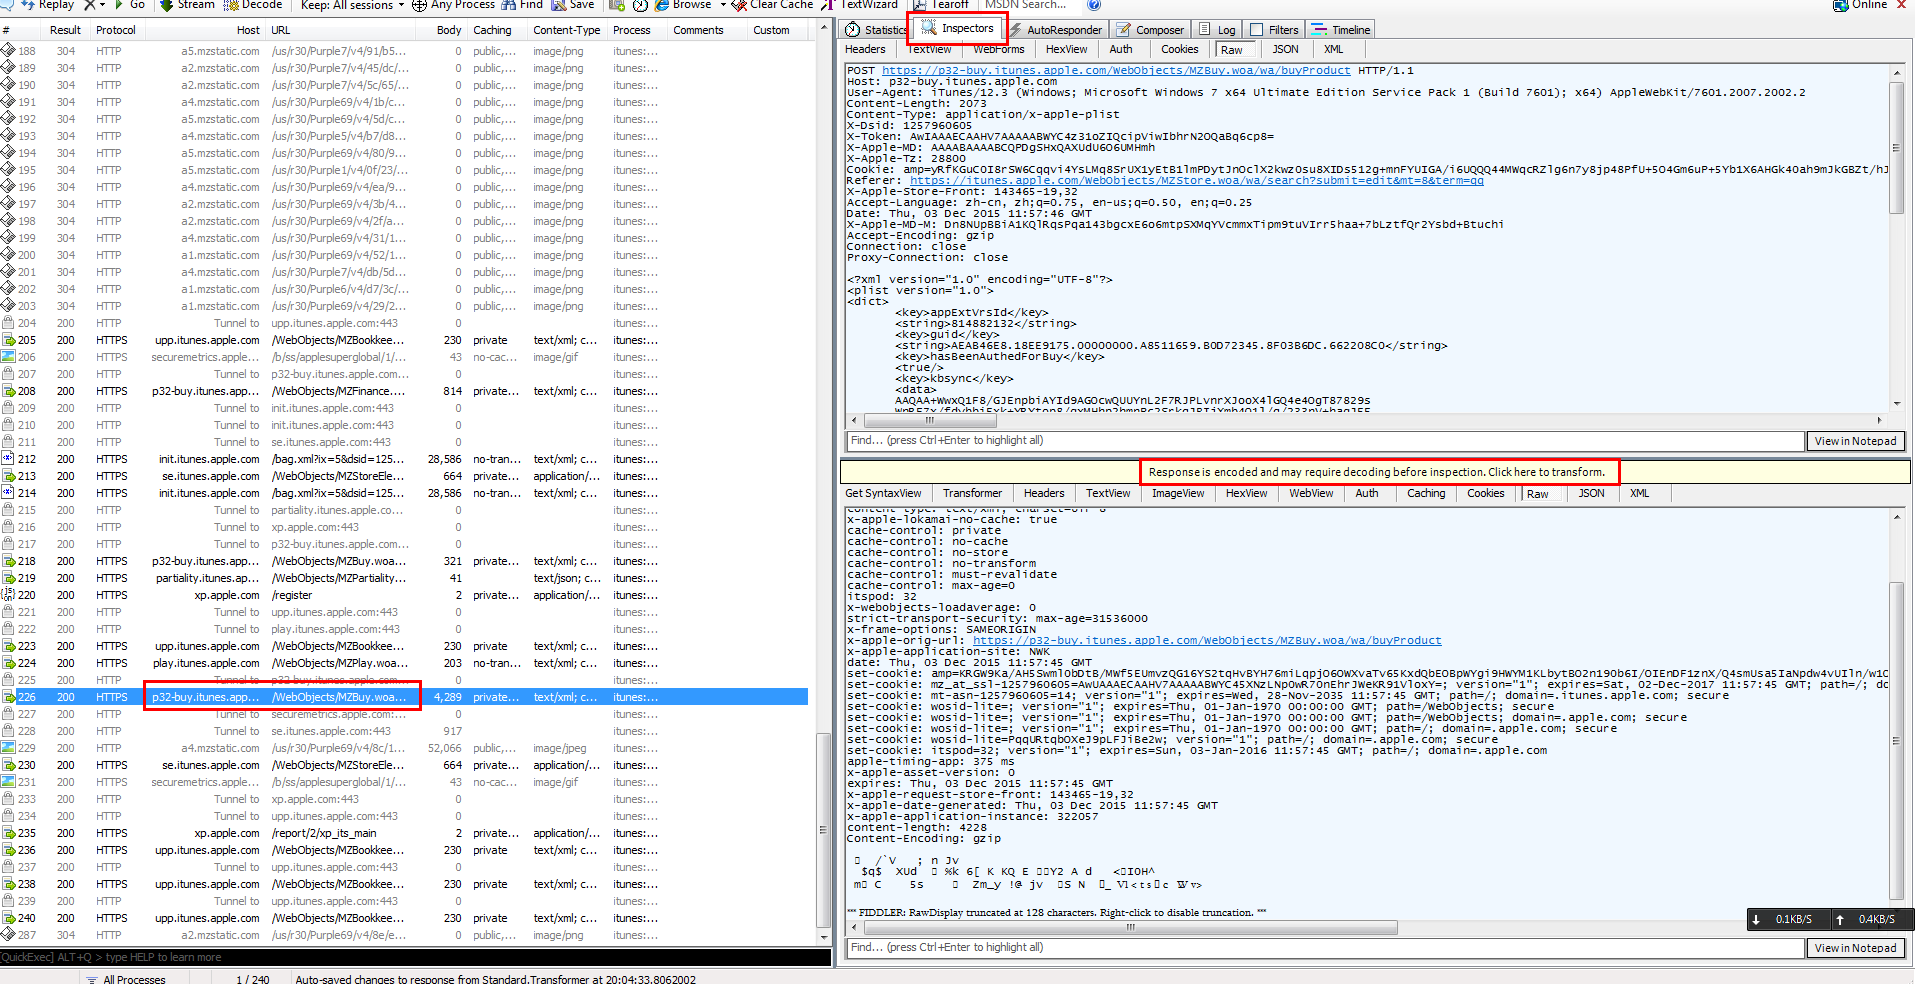 Replay X Go Stream Decode Keep: All sessions Any Process Find Save Browse Clear Cache TextWizard Tearoff MSDN Search... Online X
# Result Protocol Host URL Body Caching Content-Type Process Comments Custom
188 304 HTTP a5.mzstatic.com /us/r30/Purple7/v4/91/b5... 0 public,... image/png itunes:...
189 304 HTTP a2.mzstatic.com /us/r30/Purple7/v4/45/dc/... 0 public,... image/png itunes:...
190 304 HTTP a2.mzstatic.com /us/r30/Purple7/v4/5c/65/... 0 public,... image/png itunes:...
191 304 HTTP a4.mzstatic.com /us/r30/Purple69/v4/1b/c... 0 public,... image/png itunes:...
192 304 HTTP a5.mzstatic.com /us/r30/Purple69/v4/5d/c... 0 public,... image/png itunes:...
193 304 HTTP a4.mzstatic.com /us/r30/Purple5/v4/b7/d8... 0 public,... image/png itunes:...
194 304 HTTP a5.mzstatic.com /us/r30/Purple69/v4/80/9... 0 public,... image/png itunes:...
195 304 HTTP a5.mzstatic.com /us/r30/Purple1/v4/0f/23/... 0 public,... image/png itunes:...
196 304 HTTP a4.mzstatic.com /us/r30/Purple69/v4/ea/9... 0 public,... image/png itunes:...
197 304 HTTP a2.mzstatic.com /us/r30/Purple69/v4/3b/4... 0 public,... image/png itunes:...
198 304 HTTP a2.mzstatic.com /us/r30/Purple69/v4/2f/a... 0 public,... image/png itunes:...
199 304 HTTP a4.mzstatic.com /us/r30/Purple69/v4/31/1... 0 public,... image/png itunes:...
200 304 HTTP a1.mzstatic.com /us/r30/Purple69/v4/52/1... 0 public,... image/png itunes:...
201 304 HTTP a4.mzstatic.com /us/r30/Purple7/v4/db/5d... 0 public,... image/png itunes:...
202 304 HTTP a1.mzstatic.com /us/r30/Purple6/v4/d7/3c/... 0 public,... image/png itunes:...
203 304 HTTP a1.mzstatic.com /us/r30/Purple69/v4/29/2... 0 public,... image/png itunes:...
204 200 HTTP Tunnel to upp.itunes.apple.com:443 0 itunes:...
205 200 HTTPS upp.itunes.apple.com /WebObjects/MZBookkee... 230 private text/xml; c... itunes:...
206 200 HTTPS securemetrics.apple... /b/ss/applesuperglobal/1/... 43 no-cac... image/gif itunes:...
207 200 HTTP Tunnel to p32-buy.itunes.apple.com... 0 itunes:...
208 200 HTTPS p32-buy.itunes.app... /WebObjects/MZFinance.... 814 private... text/xml; c... itunes:...
209 200 HTTP Tunnel to init.itunes.apple.com:443 0 itunes:...
210 200 HTTP Tunnel to init.itunes.apple.com:443 0 itunes:...
211 200 HTTP Tunnel to se.itunes.apple.com:443 0 itunes:...
212 200 HTTPS init.itunes.apple.com /bag.xml?ix=5&dsid=125... 28,586 no-tran... text/xml; c... itunes:...
213 200 HTTPS se.itunes.apple.com /WebObjects/MZStoreEle... 664 private... application/... itunes:...
214 200 HTTPS init.itunes.apple.com /bag.xml?ix=5&dsid=125... 28,586 no-tran... text/xml; c... itunes:...
215 200 HTTP Tunnel to partiality.itunes.apple.co... 0 itunes:...
216 200 HTTP Tunnel to xp.apple.com:443 0 itunes:...
217 200 HTTP Tunnel to p32-buy.itunes.apple.com... 0 itunes:...
218 200 HTTPS p32-buy.itunes.app... /WebObjects/MZBuy.woa... 321 private... text/xml; c... itunes:...
219 200 HTTPS partiality.itunes.ap... /WebObjects/MZPartiality... 41 text/json; c... itunes:...
220 200 HTTPS xp.apple.com /register 2 private... application/... itunes:...
221 200 HTTP Tunnel to upp.itunes.apple.com:443 0 itunes:...
222 200 HTTP Tunnel to play.itunes.apple.com:443 0 itunes:...
223 200 HTTPS upp.itunes.apple.com /WebObjects/MZBookkee... 230 private text/xml; c... itunes:...
224 200 HTTPS play.itunes.apple.com /WebObjects/MZPlay.woa... 203 no-tran... text/xml; c... itunes:...
225 200 HTTP Tunnel to p32-buy.itunes.apple.com... 0 itunes:...
226 200 HTTPS p32-buy.itunes.app... /WebObjects/MZBuy.woa... 4,289 private... text/xml; c... itunes:...
227 200 HTTP Tunnel to securemetrics.apple.com:... 0 itunes:...
228 200 HTTP Tunnel to se.itunes.apple.com:443 917 itunes:...
229 200 HTTP a4.mzstatic.com /us/r30/Purple69/v4/8c/1... 52,066 public,... image/jpeg itunes:...
230 200 HTTPS se.itunes.apple.com /WebObjects/MZStoreEle... 664 private... application/... itunes:...
231 200 HTTPS securemetrics.apple... /b/ss/applesuperglobal/1/... 43 no-cac... image/gif itunes:...
233 200 HTTP Tunnel to xp.apple.com:443 0 itunes:...
234 200 HTTP Tunnel to upp.itunes.apple.com:443 0 itunes:...
235 200 HTTPS xp.apple.com /report/2/xp_its_main 2 private... application/... itunes:...
236 200 HTTPS upp.itunes.apple.com /WebObjects/MZBookkee... 230 private text/xml; c... itunes:...
237 200 HTTP Tunnel to upp.itunes.apple.com:443 0 itunes:...
238 200 HTTPS upp.itunes.apple.com /WebObjects/MZBookkee... 230 private text/xml; c... itunes:...
239 200 HTTP Tunnel to upp.itunes.apple.com:443 0 itunes:...
240 200 HTTPS upp.itunes.apple.com /WebObjects/MZBookkee... 230 private text/xml; c... itunes:...
287 304 HTTP a2.mzstatic.com /us/r30/Purple69/v4/8e/e... 0 public,... image/png itunes:...
[QuickExec] ALT+Q > type HELP to learn more
All Processes 1 / 240 Auto-saved changes to response from Standard.Transformer at 20:04:33.8062002
Statistics Inspectors AutoResponder Composer Log Filters Timeline
Headers TextView WebForms HexView Auth Cookies Raw JSON XML
POST https://p32-buy.itunes.apple.com/WebObjects/MZBuy.woa/wa/buyProduct HTTP/1.1
Host: p32-buy.itunes.apple.com
User-Agent: iTunes/12.3 (Windows; Microsoft Windows 7 x64 Ultimate Edition Service Pack 1 (Build 7601); x64) AppleWebKit/7601.2007.2002.2
Content-Length: 2073
Content-Type: application/x-apple-plist
X-Dsid: 1257960605
X-Token: AwIAAAECAAHV7AAAAABWYC4z31oZIQcipViwIbhrN2OQaBq6cp8=
X-Apple-MD: AAAABAAAABCQPDgSHxQAXUdU6O6UMHmh
X-Apple-Tz: 28800
Cookie: amp=yRfKGuCOI8rSW6Cqqvi4YsLMq8SrUX1yEtB1lmPDytJnOclX2kwz0su8XIDs512g+mnFYUIGA/i6UQQQ44MWqcRZlg6n7y8jp48PfU+5O4Gm6uP+5Yb1X6AHGk40ah9mJkGBZt/hJ
Referer: https://itunes.apple.com/WebObjects/MZStore.woa/wa/search?submit=edit&mt=8&term=qq
X-Apple-Store-Front: 143465-19,32
Accept-Language: zh-cn, zh;q=0.75, en-us;q=0.50, en;q=0.25
Date: Thu, 03 Dec 2015 11:57:46 GMT
X-Apple-MD-M: Dn8NUpBBiA1KQlRqsPqa143bgcxE6o6mtpSXMqYVcmmxTipm9tuVIrr5haa+7bLztfQr2Ysbd+Btuchi
Accept-Encoding: gzip
Connection: close
Proxy-Connection: close
<?xml version="1.0" encoding="UTF-8"?>
<plist version="1.0">
<dict>
<key>appExtVrsId</key>
<string>814882132</string>
<key>guid</key>
<string>AEAB46E8.18EE9175.00000000.A8511659.B0D72345.8F03B6DC.662208C0</string>
<key>hasBeenAuthedForBuy</key>
<true/>
<key>kbsync</key>
<data>
AAQAA+WwxQ1F8/GJEnpbiAYId9AGOcwQUUYnL2F7RJPLvnrXJooX4lGQ4e4OgT87829s
Find... (press Ctrl+Enter to highlight all) View in Notepad
Response is encoded and may require decoding before inspection. Click here to transform.
Get SyntaxView Transformer Headers TextView ImageView HexView WebView Auth Caching Cookies Raw JSON XML
content-type: text/xml; charset=UTF-8
x-apple-lokamai-no-cache: true
cache-control: private
cache-control: no-cache
cache-control: no-store
cache-control: no-transform
cache-control: must-revalidate
cache-control: max-age=0
itspod: 32
x-webobjects-loadaverage: 0
strict-transport-security: max-age=31536000
x-frame-options: SAMEORIGIN
x-apple-orig-url: https://p32-buy.itunes.apple.com/WebObjects/MZBuy.woa/wa/buyProduct
x-apple-application-site: NWK
date: Thu, 03 Dec 2015 11:57:45 GMT
set-cookie: amp=KRGW9Ka/AH5SwmlObDtB/MWf5EUmvzQG16YS2tqHvBYH76miLqpjO6OWXvaTv65KxdQbEOBpWYgi9HWYM1KLbytBO2n190b6I/OIEnDF1znX/Q4smUsa5IaNpdw4vUIln/w1O
set-cookie: mz_at_ssl-1257960605=AwUAAAECAAHV7AAAAABWYC45XNzLNpOwR70nEhrJWeKR91VloxY=; version="1"; expires=Sat, 02-Dec-2017 11:57:45 GMT; path=/; do
set-cookie: mt-asn-1257960605=14; version="1"; expires=Wed, 28-Nov-2035 11:57:45 GMT; path=/; domain=.itunes.apple.com; secure
set-cookie: wosid-lite=; version="1"; expires=Thu, 01-Jan-1970 00:00:00 GMT; path=/WebObjects; secure
set-cookie: wosid-lite=; version="1"; expires=Thu, 01-Jan-1970 00:00:00 GMT; path=/WebObjects; domain=.apple.com; secure
set-cookie: wosid-lite=; version="1"; expires=Thu, 01-Jan-1970 00:00:00 GMT; path=/; domain=.apple.com; secure
set-cookie: wosid-lite=PqquRtqbOXeJ9pLFJiBe2w; version="1"; path=/; domain=.apple.com; secure
set-cookie: itspod=32; version="1"; expires=Sun, 03-Jan-2016 11:57:45 GMT; path=/; domain=.apple.com
apple-timing-app: 375 ms
x-apple-asset-version: 0
expires: Thu, 03 Dec 2015 11:57:45 GMT
x-apple-request-store-front: 143465-19,32
x-apple-date-generated: Thu, 03 Dec 2015 11:57:45 GMT
x-apple-application-instance: 322057
content-length: 4228
Content-Encoding: gzip
*** FIDDLER: RawDisplay truncated at 128 characters. Right-click to disable truncation. ***
0.1KB/S 0.4KB/S
Find... (press Ctrl+Enter to highlight all) View in Notepad